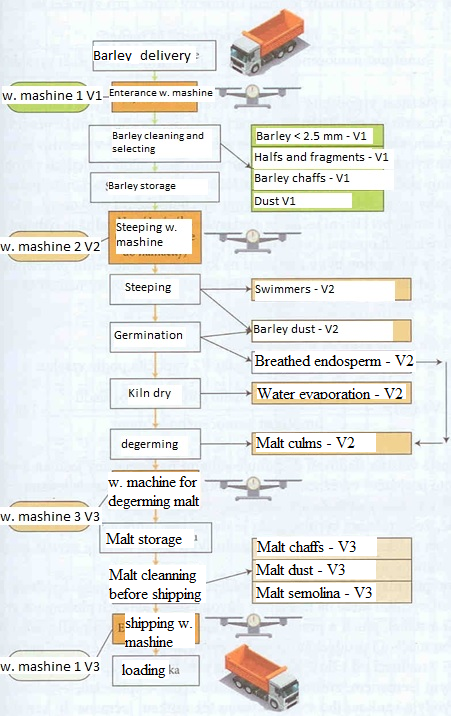 Barley delivery
w. mashine 1 V1
Enterance w. mashine
Barley cleaning and
selecting
Barley < 2.5 mm - V1
Halfs and fragments - V1
Barley chaffs - V1
Dust V1
Barley storage
w. mashine 2 V2
Steeping w.
mashine
Steeping
Swimmers - V2
Germination
Barley dust - V2
Breathed endosperm - V2
Kiln dry
Water evaporation - V2
degerming
Malt culms - V2
w. machine for
degerming malt
w. mashine 3 V3
Malt storage
Malt cleanning
before shipping
Malt chaffs - V3
Malt dust - V3
Malt semolina - V3
shipping w.
mashine
w. mashine 1 V3
loading ka